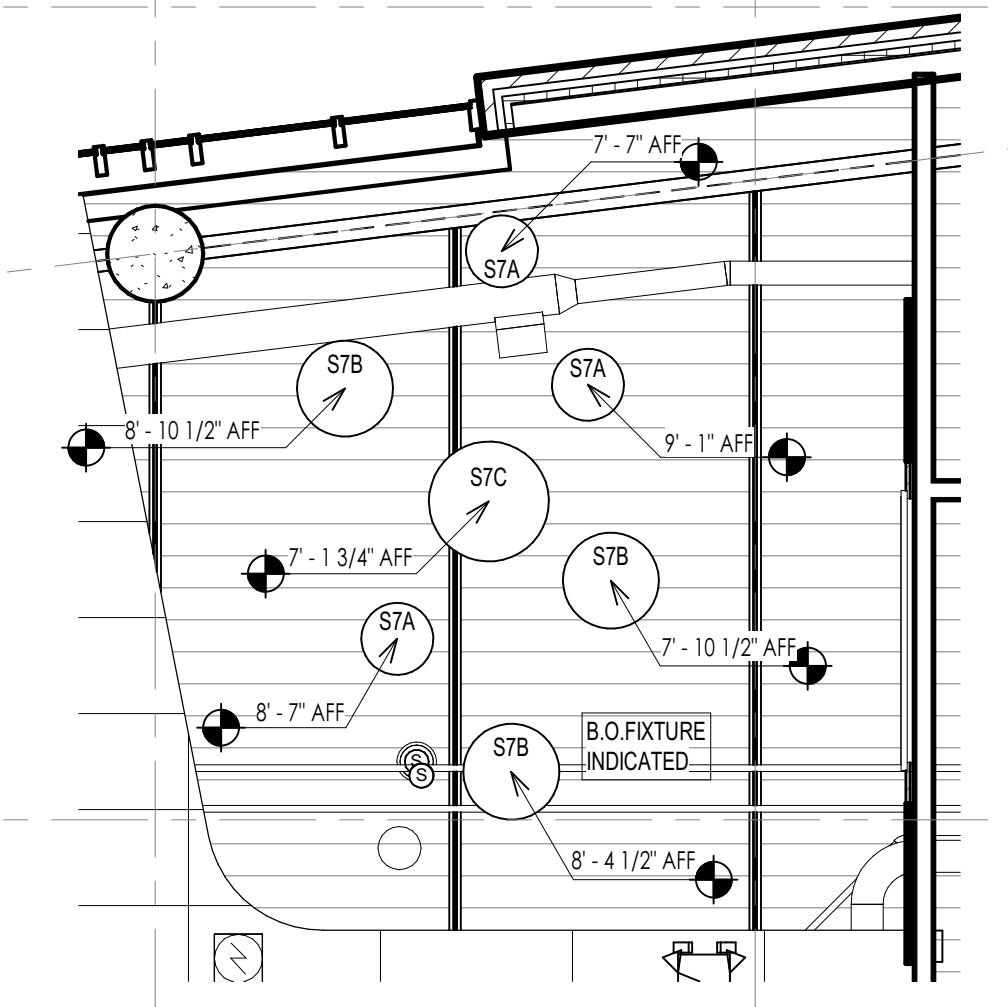 7' - 7" AFF
S7A
S7B
S7A
8' - 10 1/2" AFF
9' - 1" AFF
S7C
7' - 1 3/4" AFF
S7B
S7A
7' - 10 1/2" AFF
8' - 7" AFF
S7B
B.O.FIXTURE
INDICATED
S
S
8' - 4 1/2" AFF